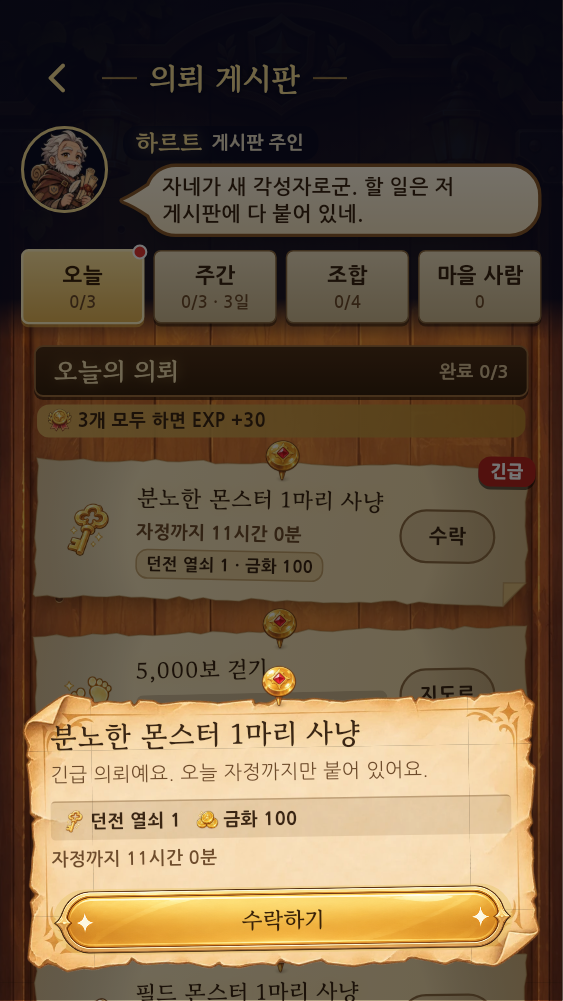 의뢰 게시판
하르트 게시판 주인
자네가 새 각성자로군. 할 일은 저
게시판에 다 붙어 있네.
오늘 주간 조합 마을 사람
0/3 0/3 · 3일 0/4 0
오늘의 의뢰 완료 0/3
3개 모두 하면 EXP +30
긴급
분노한 몬스터 1마리 사냥
자정까지 11시간 0분
수락
던전 열쇠 1 · 금화 100
5,000보 걷기
지도로
분노한 몬스터 1마리 사냥
긴급 의뢰예요. 오늘 자정까지만 붙어 있어요.
던전 열쇠 1 금화 100
자정까지 11시간 0분
수락하기
필드 몬스터 1마리 사냥